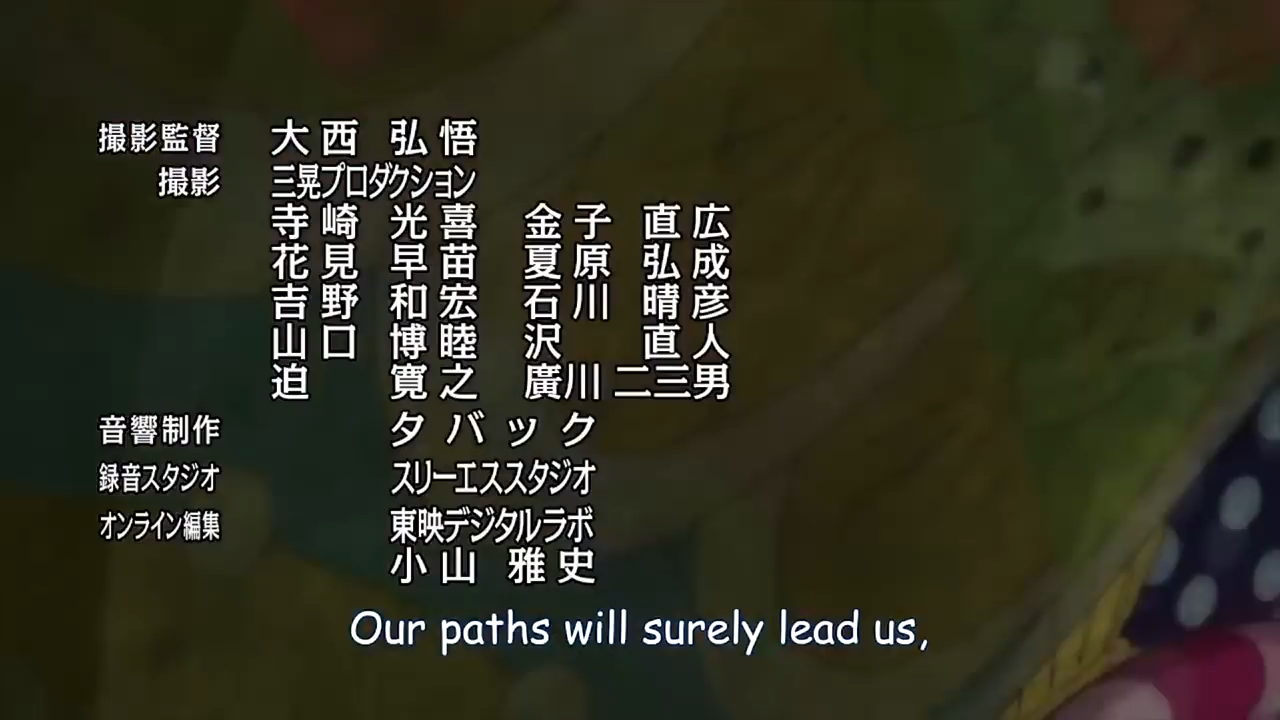 撮影監督 大西 弘悟
撮影 三晃プロダクション
寺崎 光喜 金子 直広
花見 早苗 夏原 弘成
吉野 和宏 石川 晴彦
山口 博睦 沢 直人
迫 寛之 廣川 二三男
音響制作 タバック
録音スタジオ スリーエススタジオ
オンライン編集 東映デジタルラボ
小山 雅史
Our paths will surely lead us,